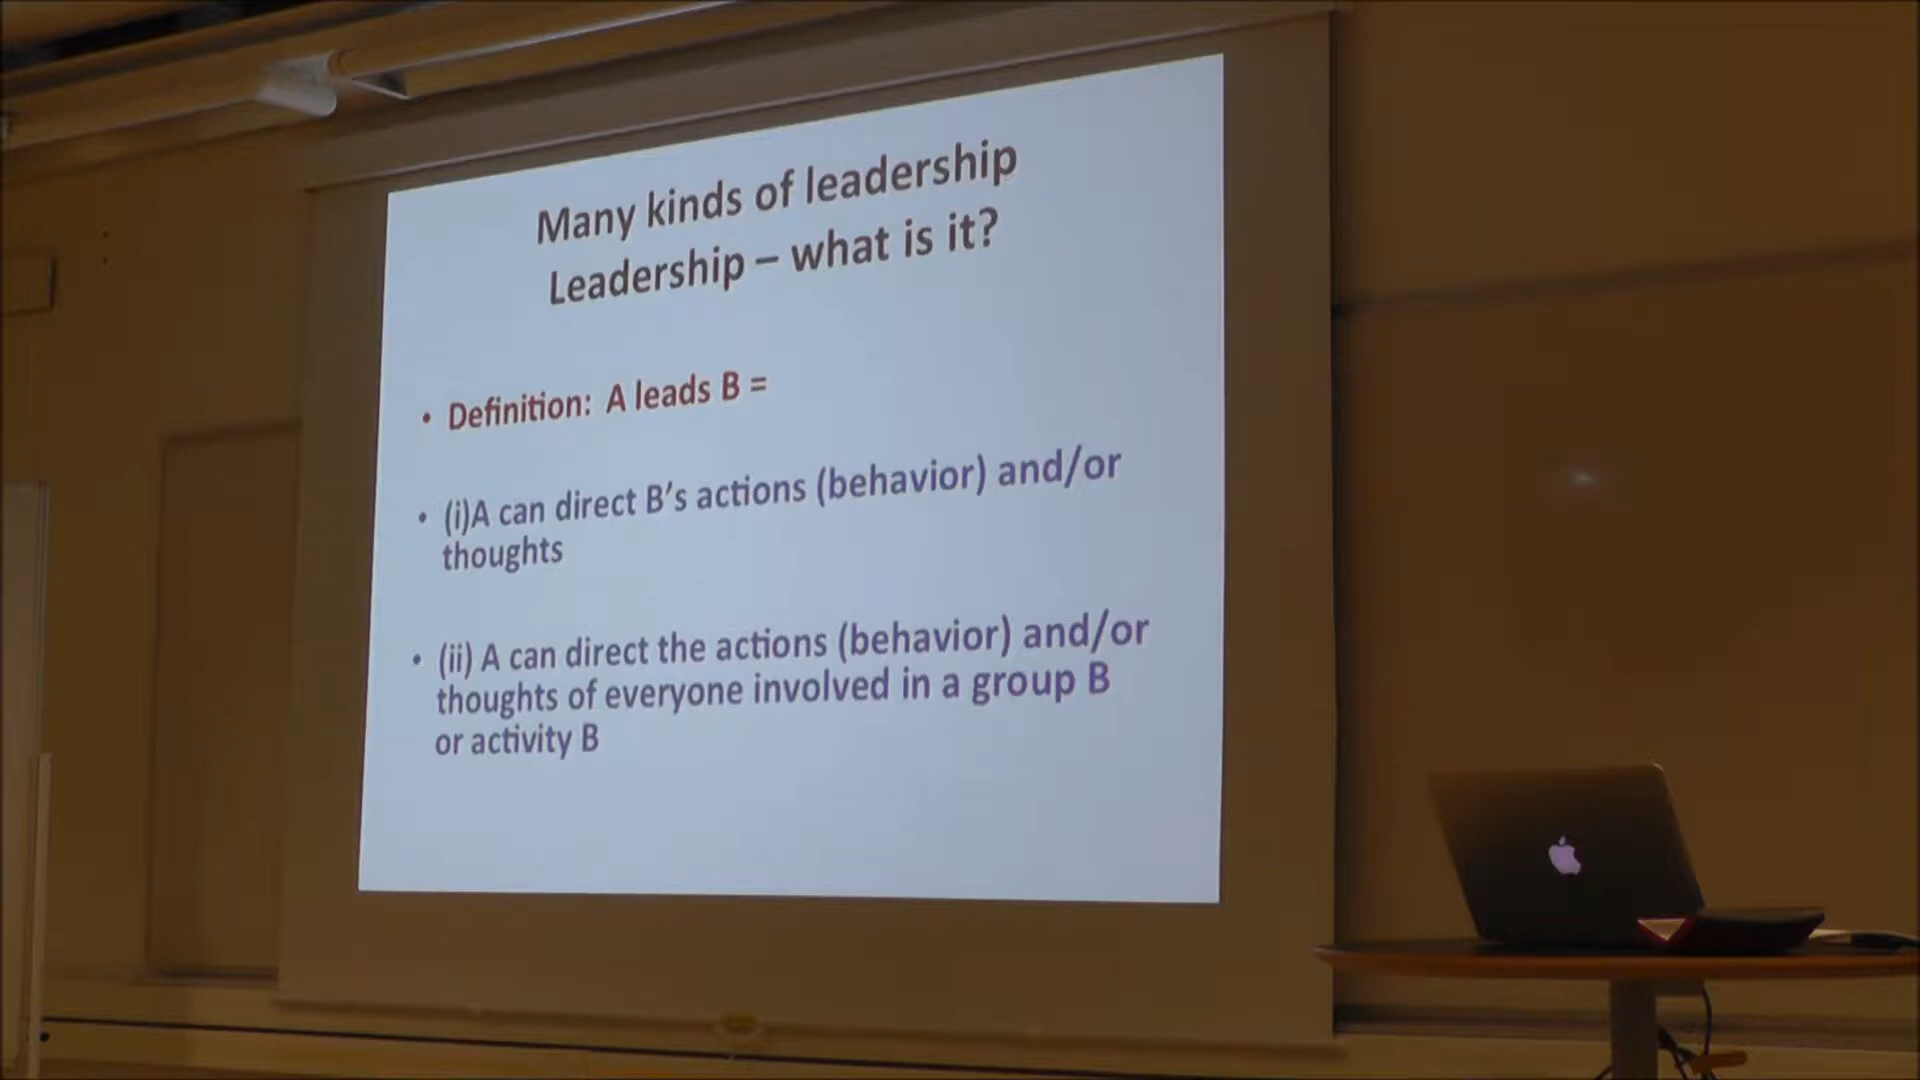 Many kinds of leadership
Leadership – what is it?
• Definition: A leads B =
• (i)A can direct B's actions (behavior) and/or
thoughts
• (ii) A can direct the actions (behavior) and/or
thoughts of everyone involved in a group B
or activity B